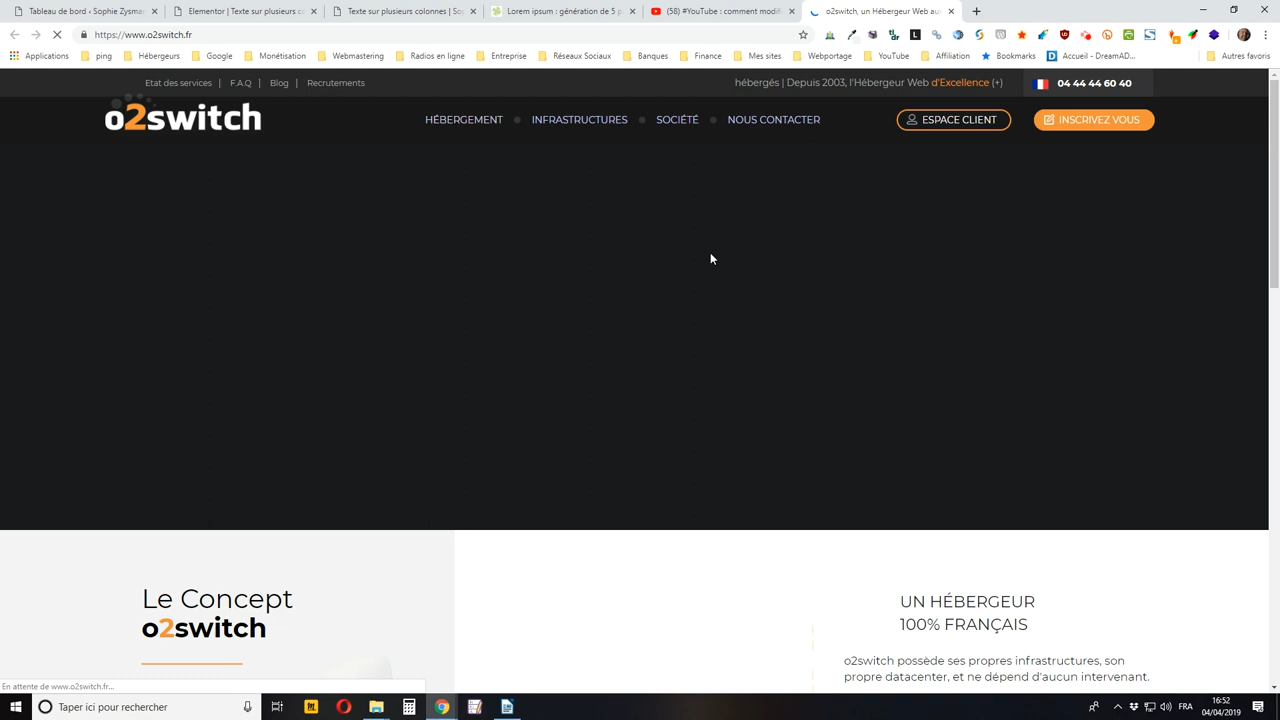 Tableau de bord ‹ Sophie Zysman
Elementor | Texte sur plusieurs co
Texte sur plusieurs colonnes | Sop
Lorem ipsum : génération de 5 p
(58) #YouTube : comment modifi
o2switch, un Hébergeur Web au
https://www.o2switch.fr
Applications
ping
Hébergeurs
Google
Monétisation
Webmastering
Radios en ligne
Entreprise
Réseaux Sociaux
Banques
Finance
Mes sites
Webportage
YouTube
Affiliation
Bookmarks
Accueil - DreamAD...
Autres favoris
Etat des services | F.A.Q | Blog | Recrutements
hébergés | Depuis 2003, l'Hébergeur Web d'Excellence (+)
04 44 44 60 40
o2switch
HÉBERGEMENT
INFRASTRUCTURES
SOCIÉTÉ
NOUS CONTACTER
ESPACE CLIENT
INSCRIVEZ VOUS
Le Concept
o2switch
UN HÉBERGEUR
100% FRANÇAIS
o2switch possède ses propres infrastructures, son
propre datacenter, et ne dépend d'aucun intervenant.
En attente de www.o2switch.fr...
Taper ici pour rechercher
FRA
16:52
04/04/2019